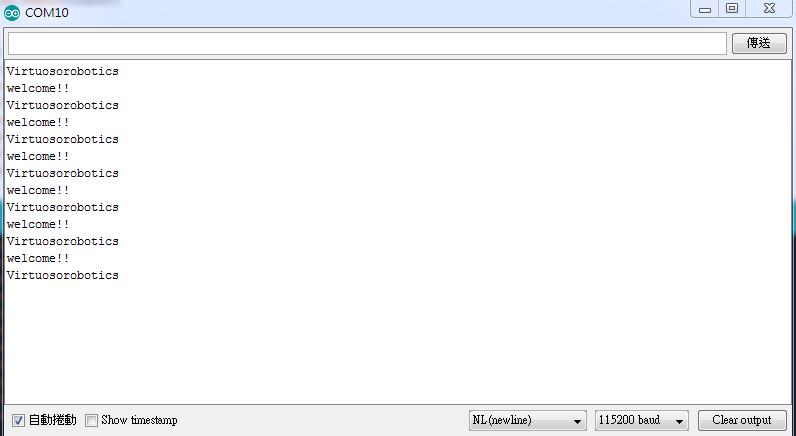 COM10
傳送
Virtuosorobotics
welcome!!
Virtuosorobotics
welcome!!
Virtuosorobotics
welcome!!
Virtuosorobotics
welcome!!
Virtuosorobotics
welcome!!
Virtuosorobotics
welcome!!
Virtuosorobotics
自動捲動 Show timestamp NL(newline) 115200 baud Clear output